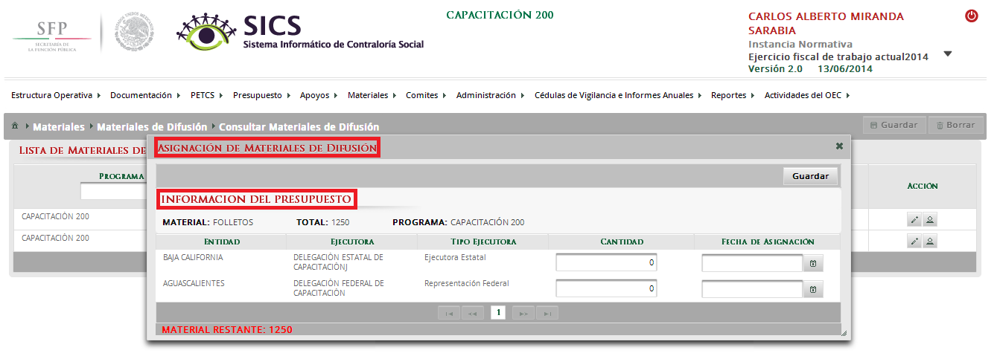 SFP
SECRETARÍA DE
LA FUNCIÓN PÚBLICA
ESTADOS UNIDOS MEXICANOS
SICS
Sistema Informático de Contraloría Social
CAPACITACIÓN 200
CARLOS ALBERTO MIRANDA
SARABIA
Instancia Normativa
Ejercicio fiscal de trabajo actual2014
Versión 2.0 13/06/2014
Estructura Operativa Documentación PETCS Presupuesto Apoyos Materiales Comites Administración Cédulas de Vigilancia e Informes Anuales Reportes Actividades del OEC
Materiales Materiales de Difusión Consultar Materiales de Difusión
Guardar Borrar
LISTA DE MATERIALES DE
PROGRAMA
ACCIÓN
CAPACITACIÓN 200
CAPACITACIÓN 200
ASIGNACIÓN DE MATERIALES DE DIFUSIÓN
Guardar
INFORMACION DEL PRESUPUESTO
MATERIAL: FOLLETOS TOTAL: 1250 PROGRAMA: CAPACITACIÓN 200
ENTIDAD EJECUTORA TIPO EJECUTORA CANTIDAD FECHA DE ASIGNACIÓN
BAJA CALIFORNIA DELEGACIÓN ESTATAL DE CAPACITACIÓNJ Ejecutora Estatal 0
AGUASCALIENTES DELEGACIÓN FEDERAL DE CAPACITACIÓN Representación Federal 0
1
MATERIAL RESTANTE: 1250